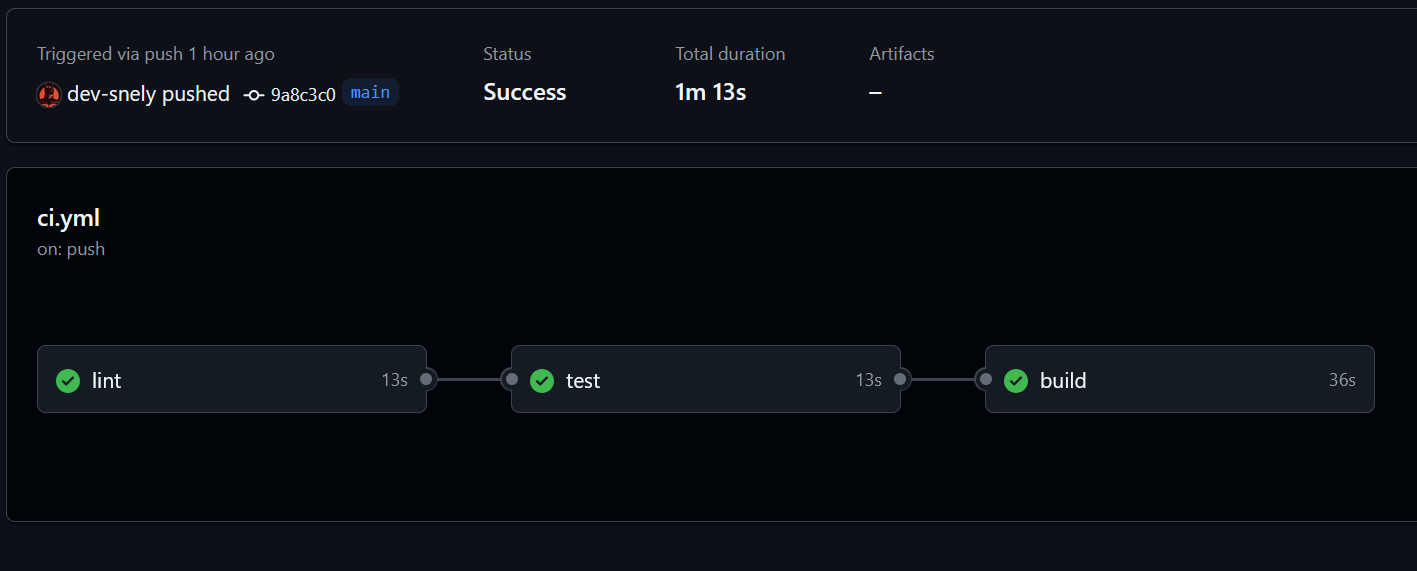 Triggered via push 1 hour ago
dev-snely pushed 9a8c3c0 main
Status
Success
Total duration
1m 13s
Artifacts
–
ci.yml
on: push
lint 13s
test 13s
build 36s